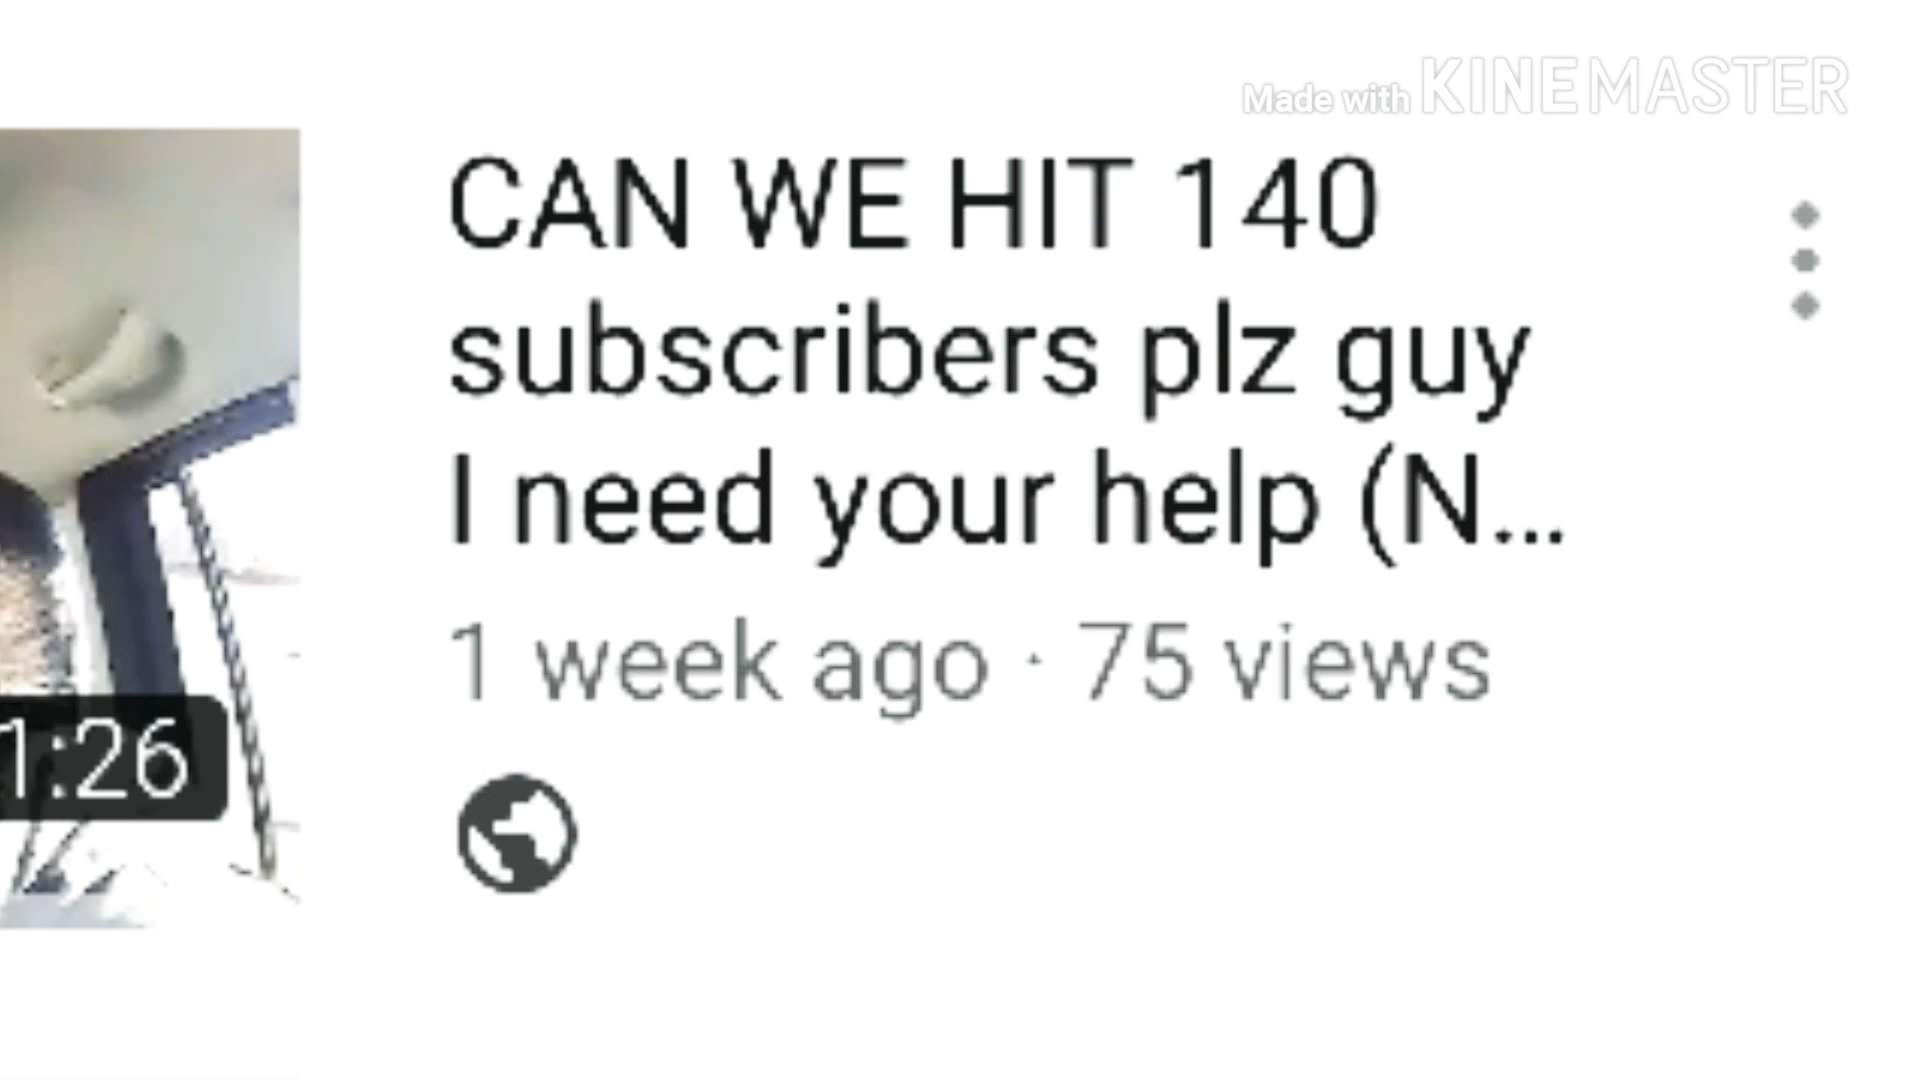 Made with KINEMASTER
CAN WE HIT 140
subscribers plz guy
I need your help (N...
1 week ago · 75 views
1:26